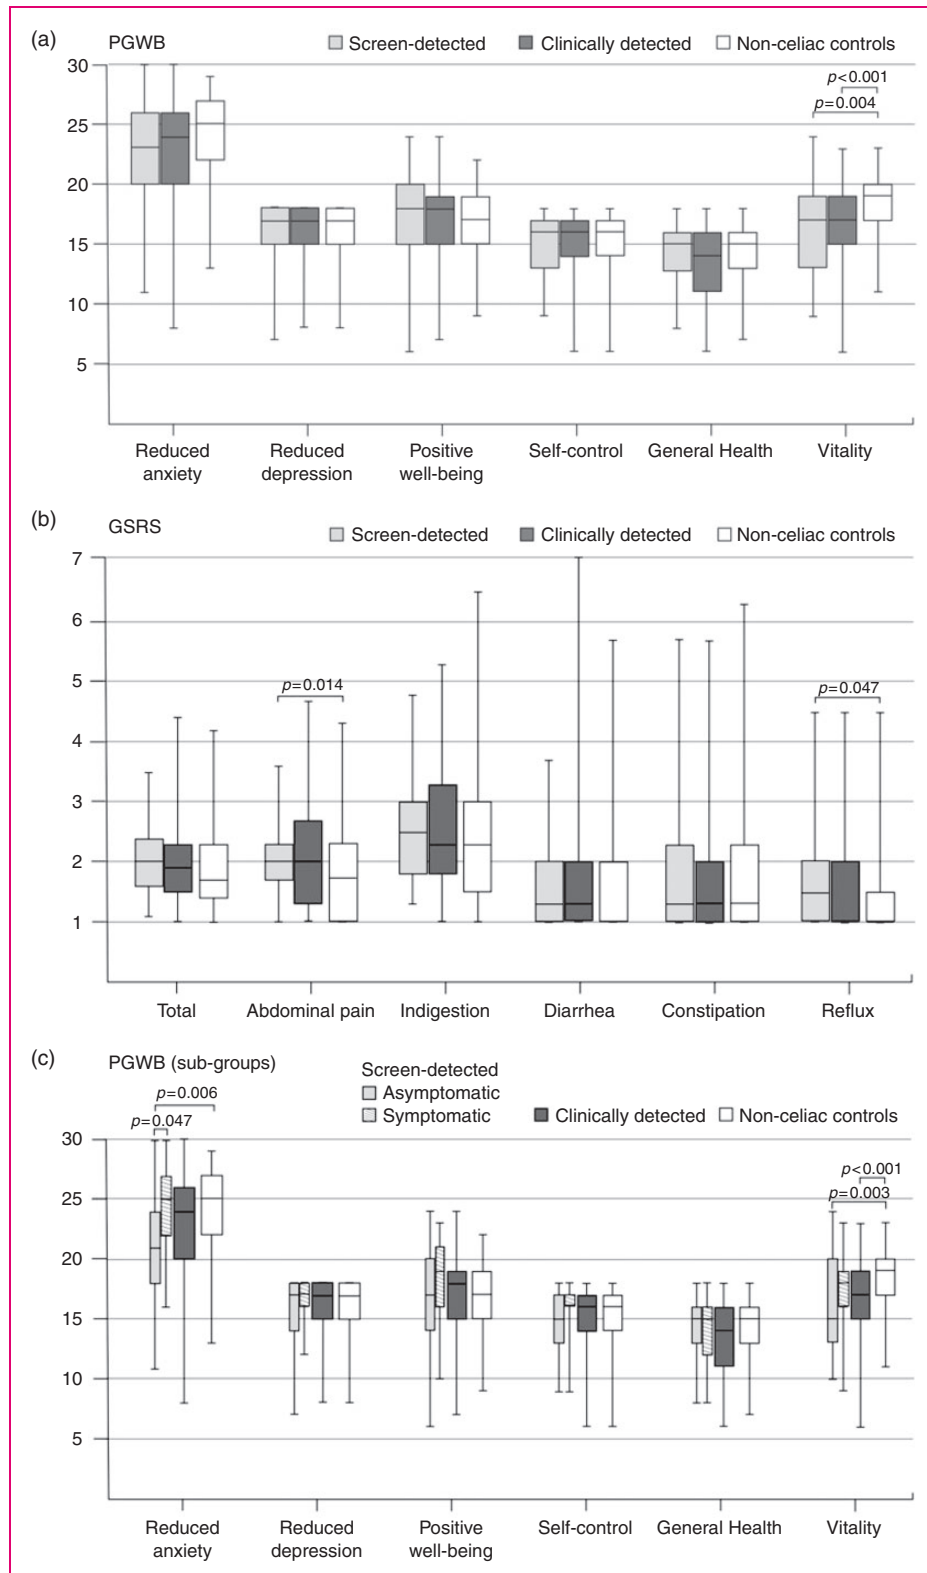 (a)
PGWB
Screen-detected
Clinically detected
Non-celiac controls
30
25
20
15
10
5
p<0.001
p=0.004
Reduced anxiety
Reduced depression
Positive well-being
Self-control
General Health
Vitality
(b)
GSRS
Screen-detected
Clinically detected
Non-celiac controls
7
6
5
4
3
2
1
p=0.014
p=0.047
Total
Abdominal pain
Indigestion
Diarrhea
Constipation
Reflux
(c)
PGWB (sub-groups)
Screen-detected
Asymptomatic
Symptomatic
Clinically detected
Non-celiac controls
p=0.006
p=0.047
30
25
20
15
10
5
p<0.001
p=0.003
Reduced anxiety
Reduced depression
Positive well-being
Self-control
General Health
Vitality